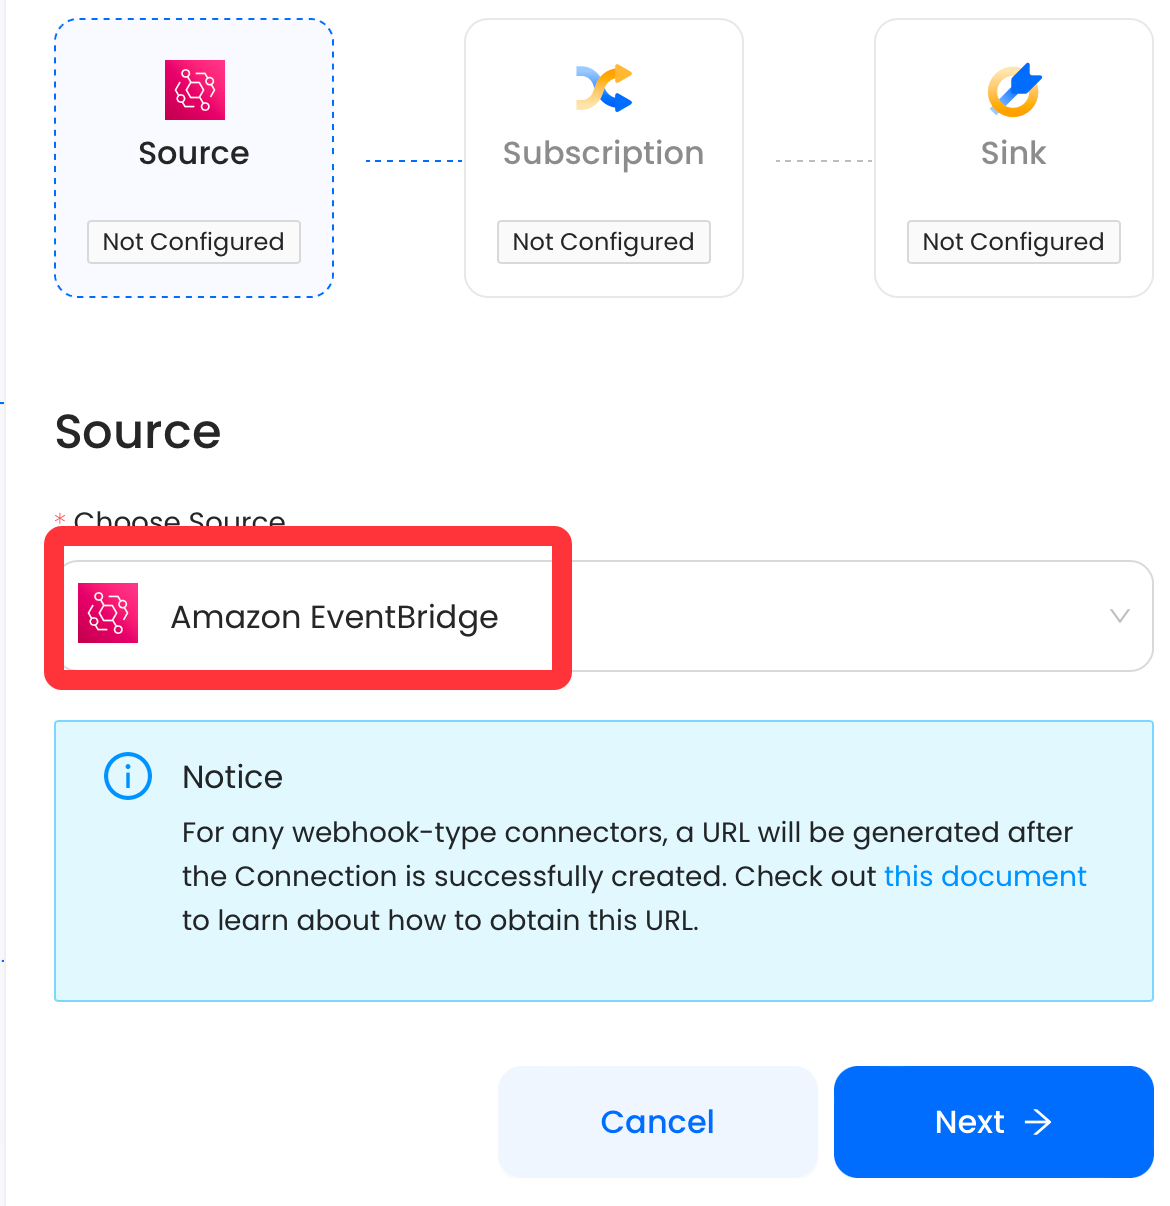 Source
Subscription
Sink
Not Configured
Not Configured
Not Configured
Source
* Choose Source
Amazon EventBridge
Notice
For any webhook-type connectors, a URL will be generated after
the Connection is successfully created. Check out this document
to learn about how to obtain this URL.
Cancel
Next →